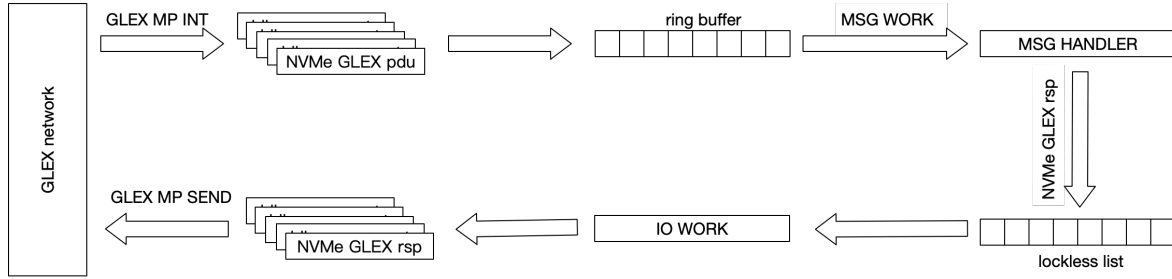 GLEX network
GLEX MP INT
NVMe GLEX pdu
ring buffer
MSG WORK
MSG HANDLER
NVMe GLEX rsp
lockless list
IO WORK
NVMe GLEX rsp
GLEX MP SEND